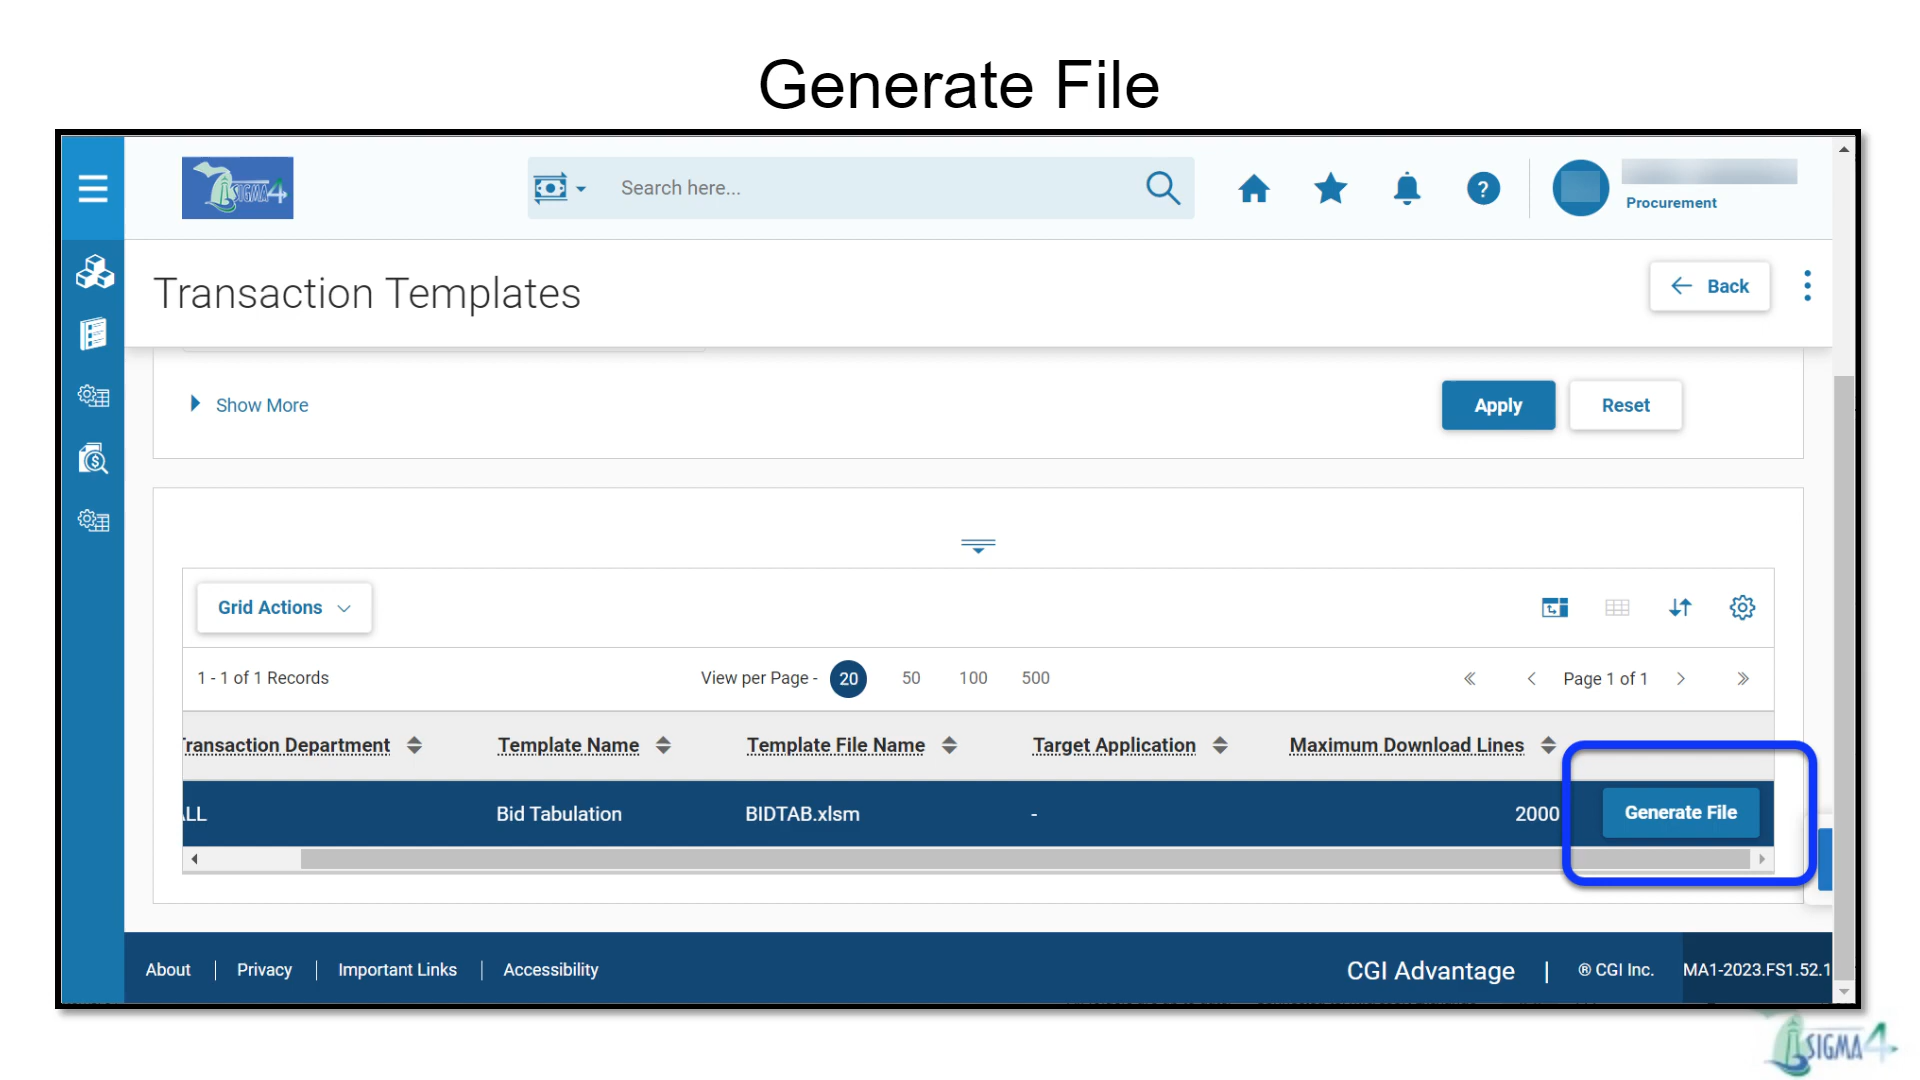 Generate File
SIGMA4
Search here...
?
Procurement
Transaction Templates
Back
Show More
Apply
Reset
Grid Actions
1 - 1 of 1 Records
View per Page - 20 50 100 500
Page 1 of 1
ransaction Department
Template Name
Template File Name
Target Application
Maximum Download Lines
LL
Bid Tabulation
BIDTAB.xlsm
-
2000
Generate File
About | Privacy | Important Links | Accessibility
CGI Advantage | ® CGI Inc.
MA1-2023.FS1.52.1
SIGMA4